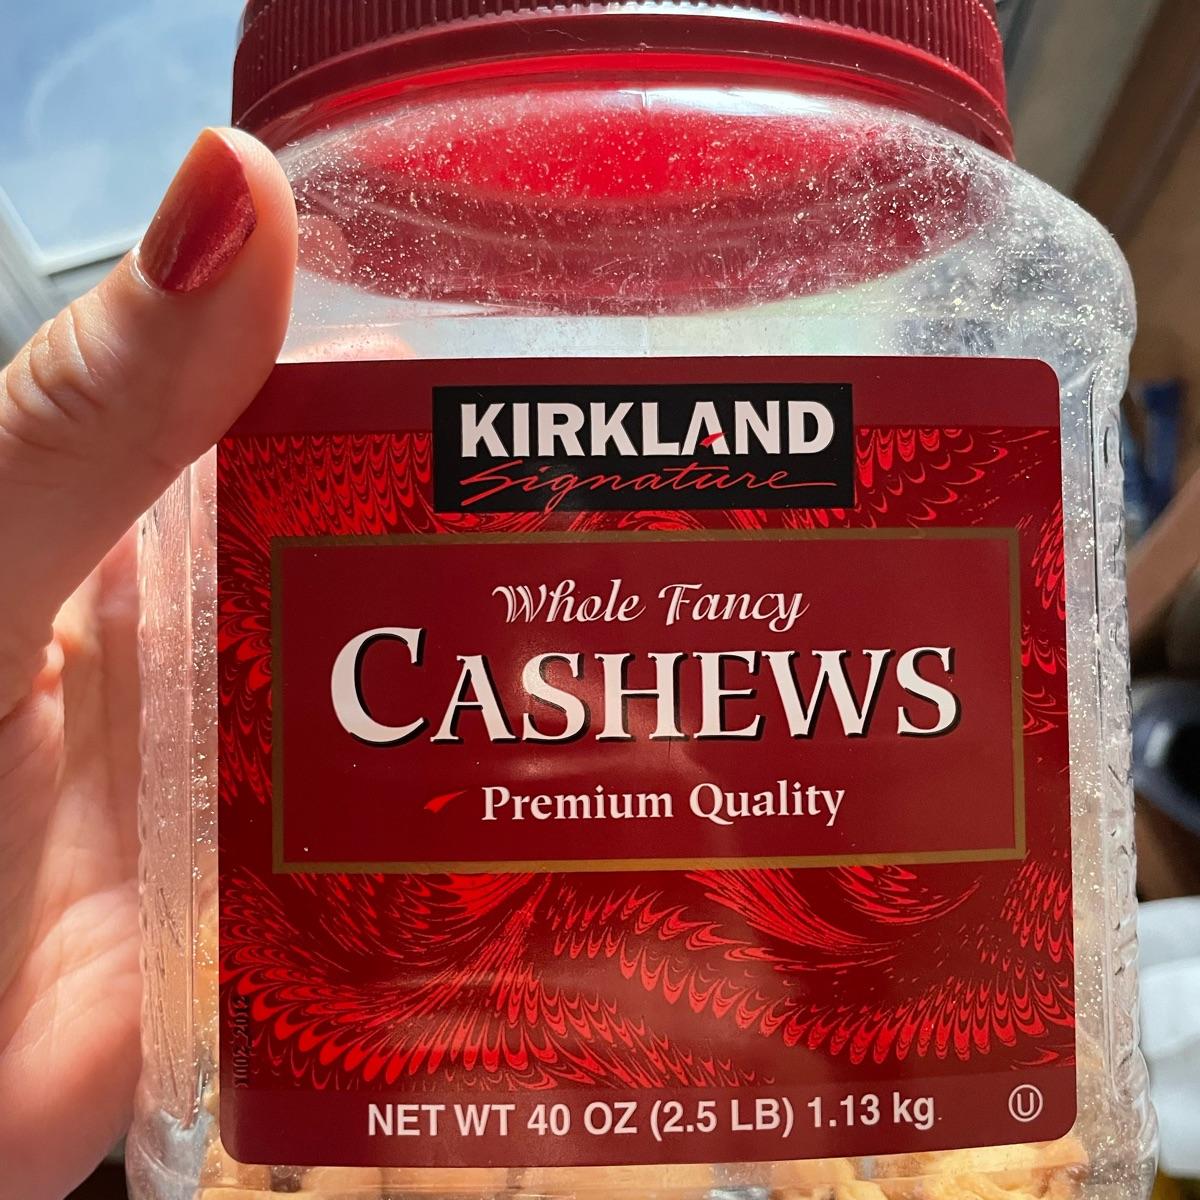 KIRKLAND
Signature
Whole Fancy
CASHEWS
Premium Quality
NET WT 40 OZ (2.5 LB) 1.13 kg
U